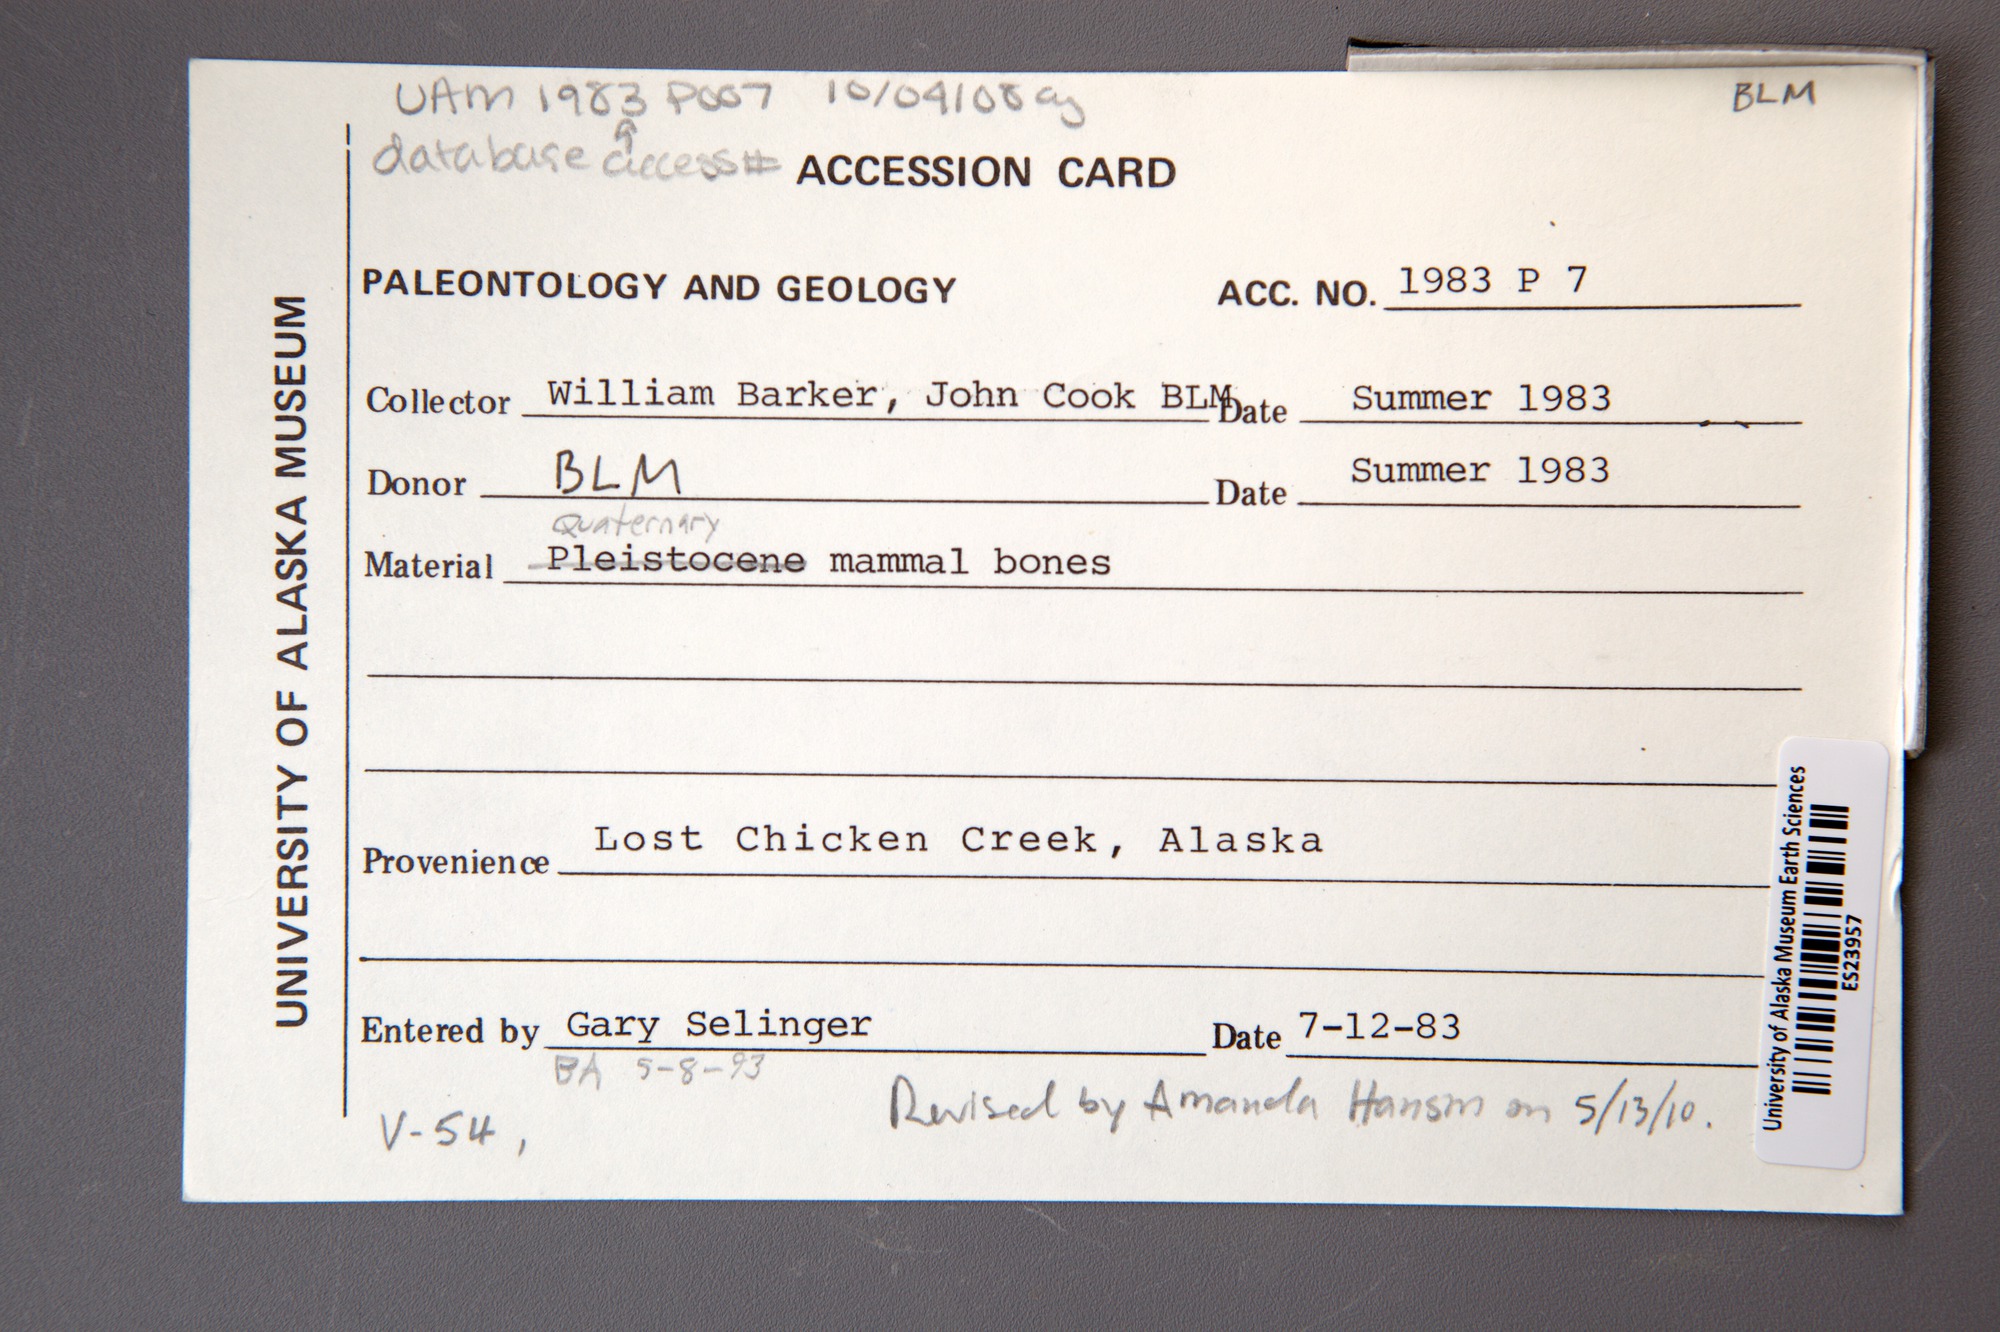 UAM 1983 P007 10/09/08 aj
BLM
database access#
ACCESSION CARD
UNIVERSITY OF ALASKA MUSEUM
PALEONTOLOGY AND GEOLOGY
ACC. NO. 1983 P 7
Collector William Barker, John Cook BLM Date Summer 1983
Donor BLM Date Summer 1983
Quaternary
Material Pleistocene mammal bones
Provenience Lost Chicken Creek, Alaska
Entered by Gary Selinger Date 7-12-83
BA 5-8-93
Revised by Amanda Hansen on 5/13/10.
V-54,
University of Alaska Museum Earth Sciences
ES23957